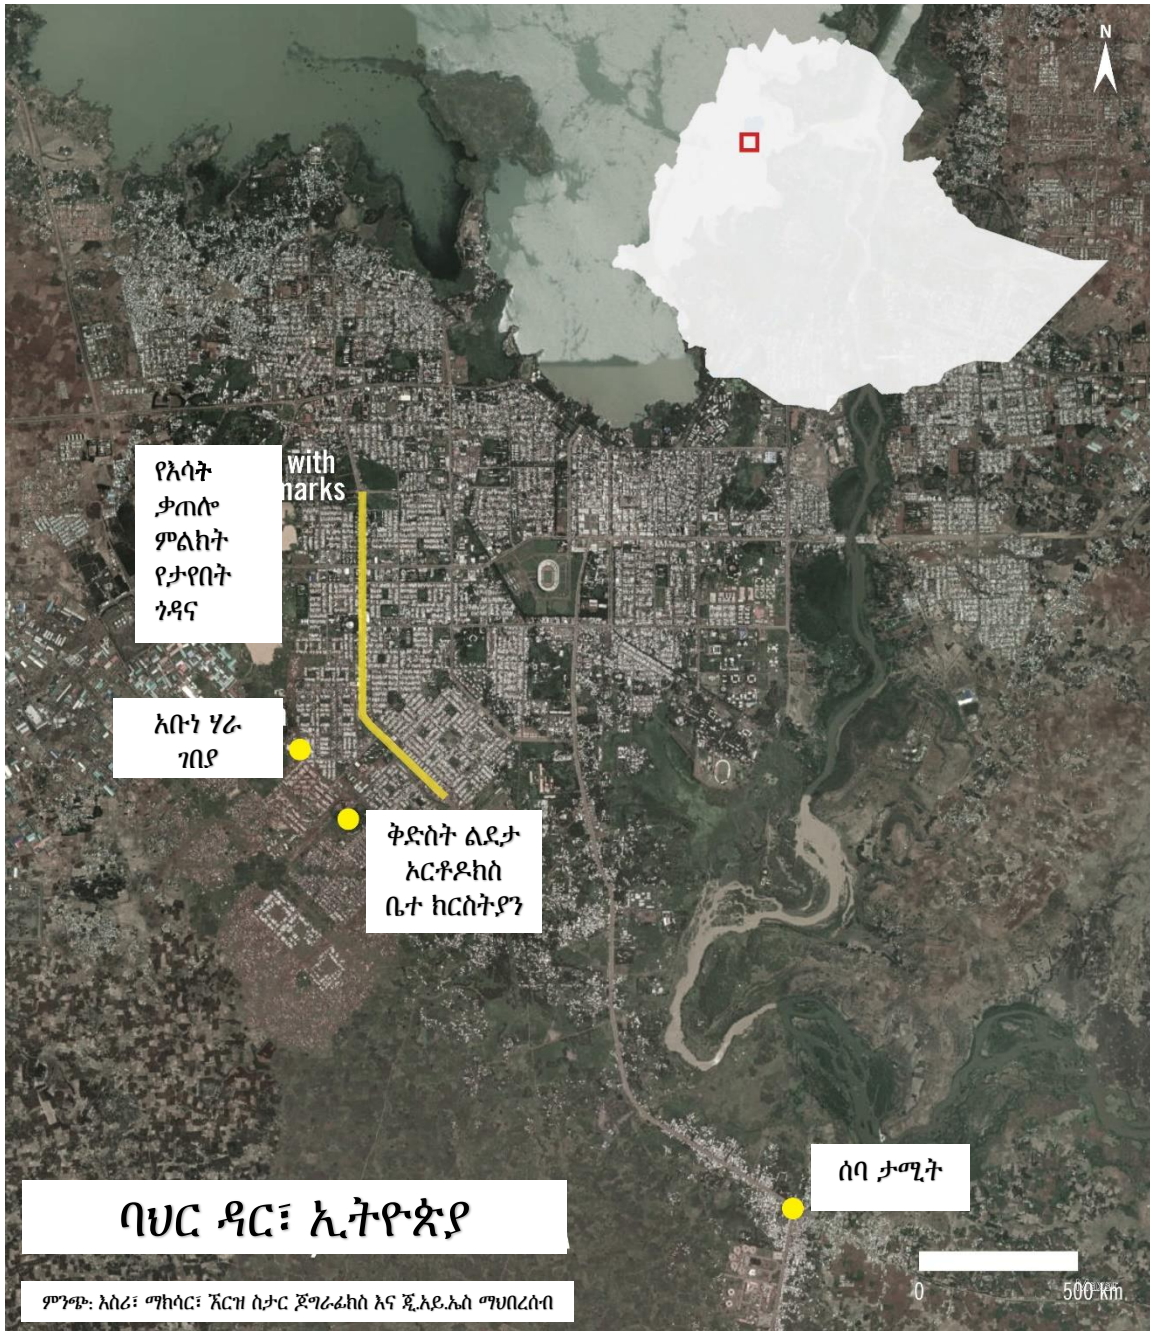 N
with
marks
የእሳት
ቃጠሎ
ምልክት
የታየበት
ጎዳና
አቡነ ሃራ
ገበያ
ቅድስት ልደታ
ኦርቶዶክስ
ቤተ ክርስትያን
ሰባ ታሚት
ባህር ዳር፣ ኢትዮጵያ
0
500 km
ምንጭ: እስሪ፣ ማክሳር፣ ኧርዝ ስታር ጆግራፊክስ እና ጂ.አይ.ኤስ ማህበረሰብ